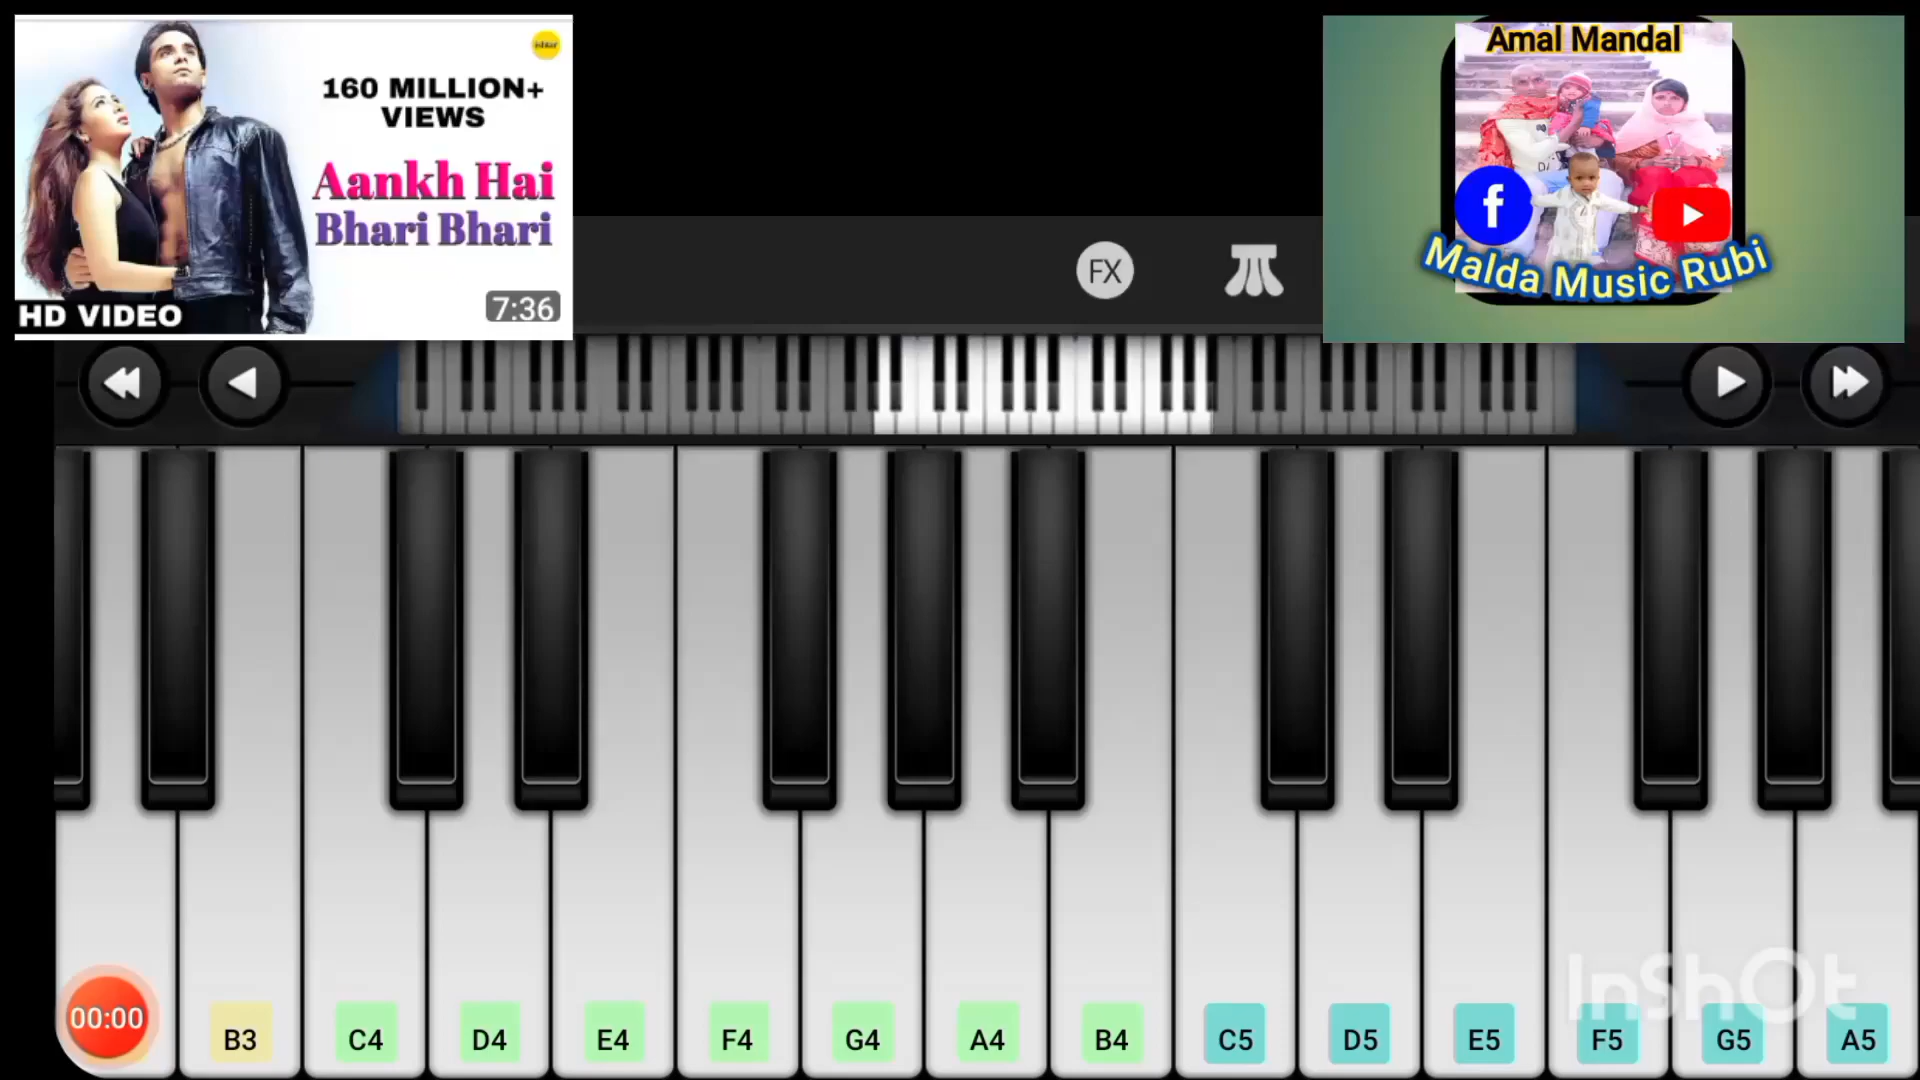 160 MILLION+
VIEWS
Aankh Hai
Bhari Bhari
HD VIDEO
7:36
Amal Mandal
f
Malda Music Rubi
FX
00:00
B3
C4
D4
E4
F4
G4
A4
B4
C5
D5
E5
F5
G5
A5
InShOt